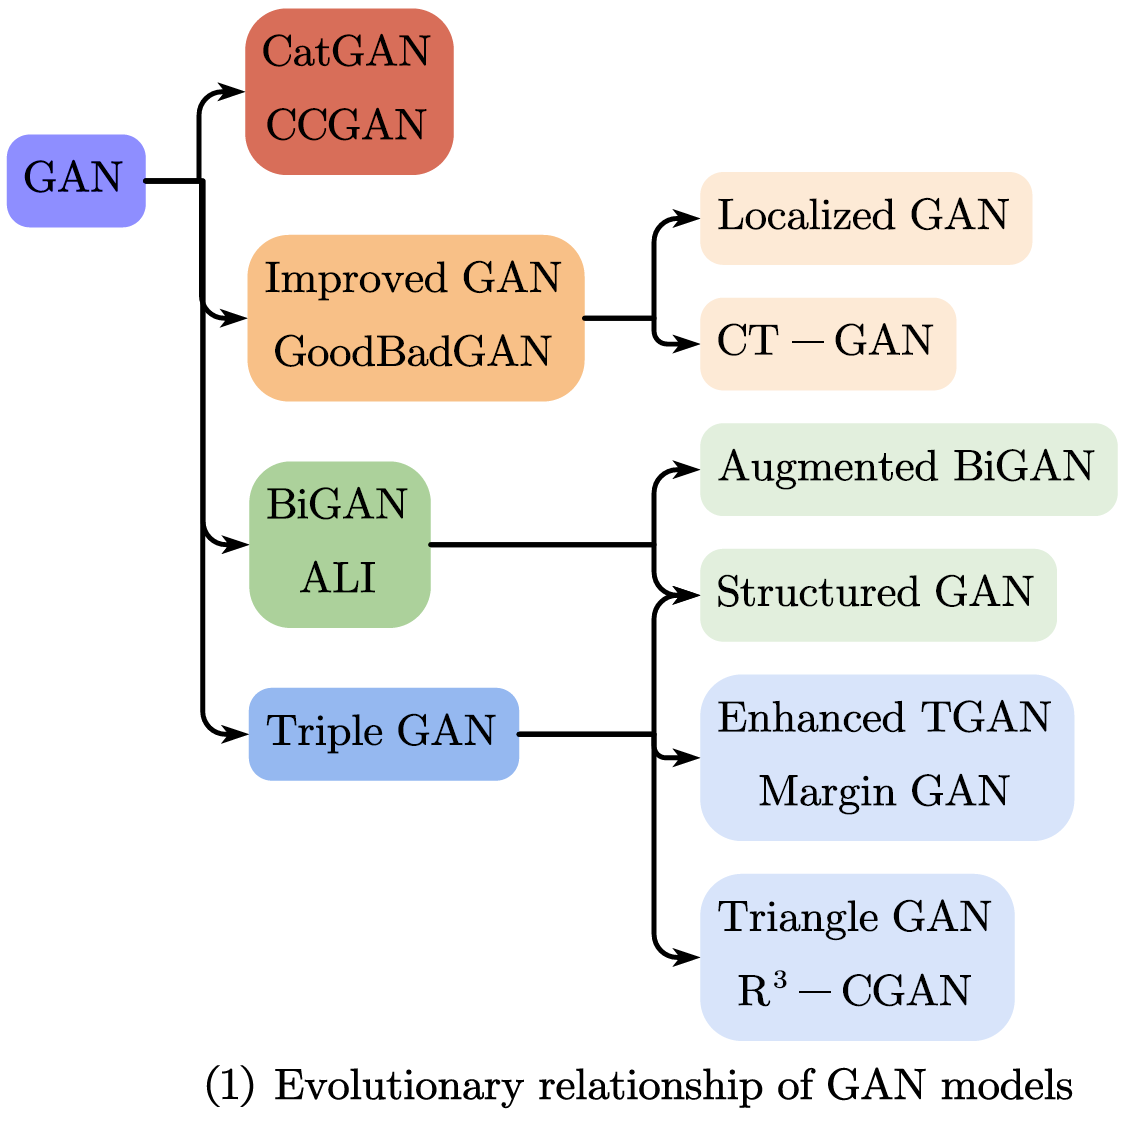 CatGAN
CCGAN
GAN
Improved GAN
GoodBadGAN
Localized GAN
CT − GAN
BiGAN
ALI
Augmented BiGAN
Structured GAN
Triple GAN
Enhanced TGAN
Margin GAN
Triangle GAN
R³ − CGAN
(1) Evolutionary relationship of GAN models